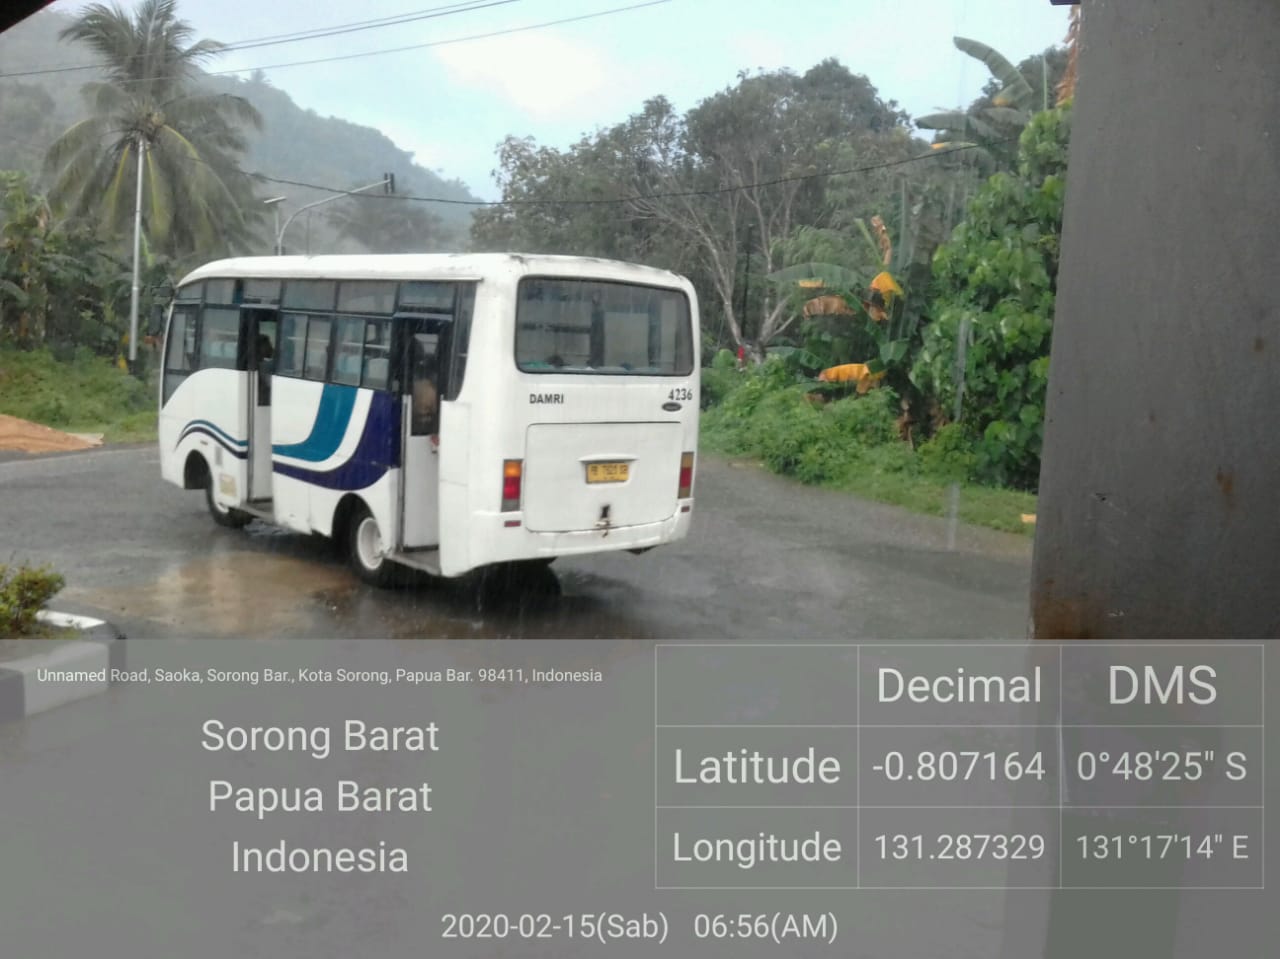 DAMRI
4236
Unnamed Road, Saoka, Sorong Bar., Kota Sorong, Papua Bar. 98411, Indonesia
Sorong Barat
Papua Barat
Indonesia
Decimal DMS
Latitude -0.807164 0°48'25" S
Longitude 131.287329 131°17'14" E
2020-02-15(Sab) 06:56(AM)